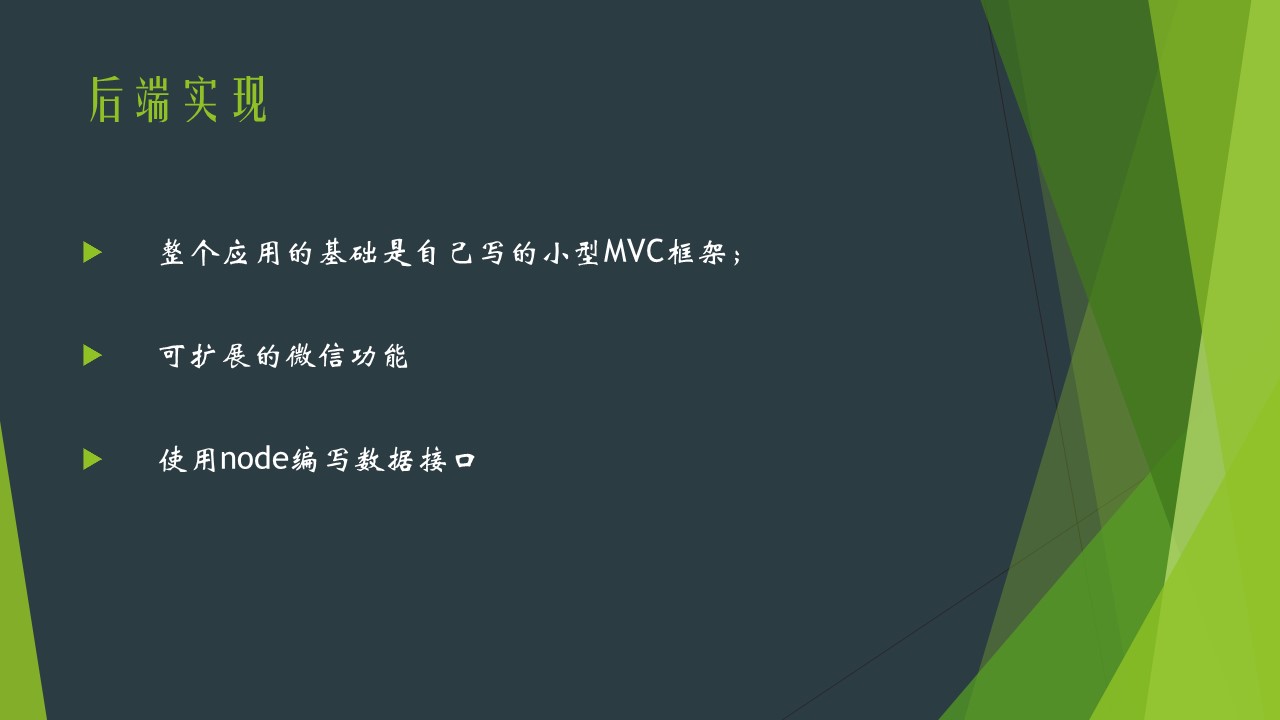 后端实现
整个应用的基础是自己写的小型MVC框架；
可扩展的微信功能
使用node编写数据接口